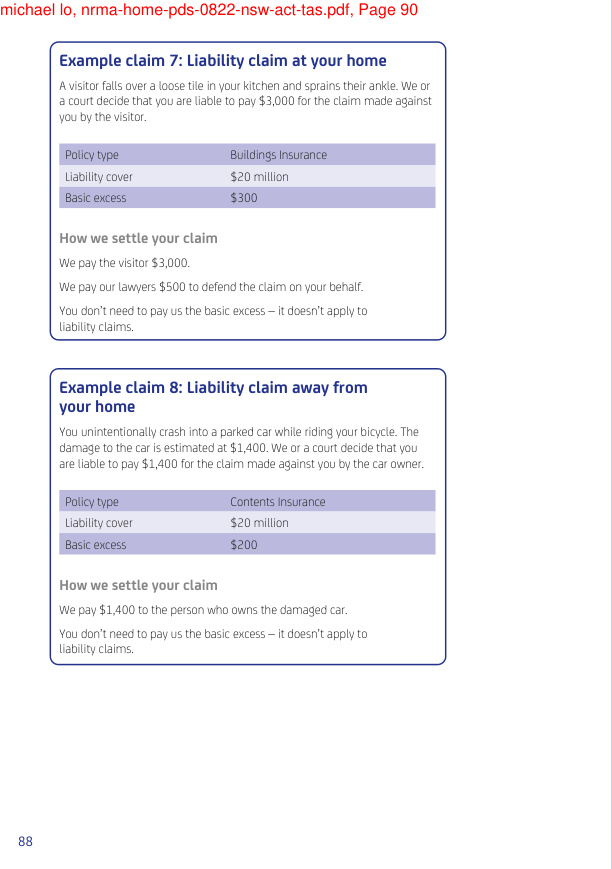 michael lo, nrma-home-pds-0822-nsw-act-tas.pdf, Page 90
Example claim 7: Liability claim at your home
A visitor falls over a loose tile in your kitchen and sprains their ankle. We or
a court decide that you are liable to pay $3,000 for the claim made against
you by the visitor.
Policy type Buildings Insurance
Liability cover $20 million
Basic excess $300
How we settle your claim
We pay the visitor $3,000.
We pay our lawyers $500 to defend the claim on your behalf.
You don't need to pay us the basic excess – it doesn't apply to
liability claims.
Example claim 8: Liability claim away from
your home
You unintentionally crash into a parked car while riding your bicycle. The
damage to the car is estimated at $1,400. We or a court decide that you
are liable to pay $1,400 for the claim made against you by the car owner.
Policy type Contents Insurance
Liability cover $20 million
Basic excess $200
How we settle your claim
We pay $1,400 to the person who owns the damaged car.
You don't need to pay us the basic excess – it doesn't apply to
liability claims.
88